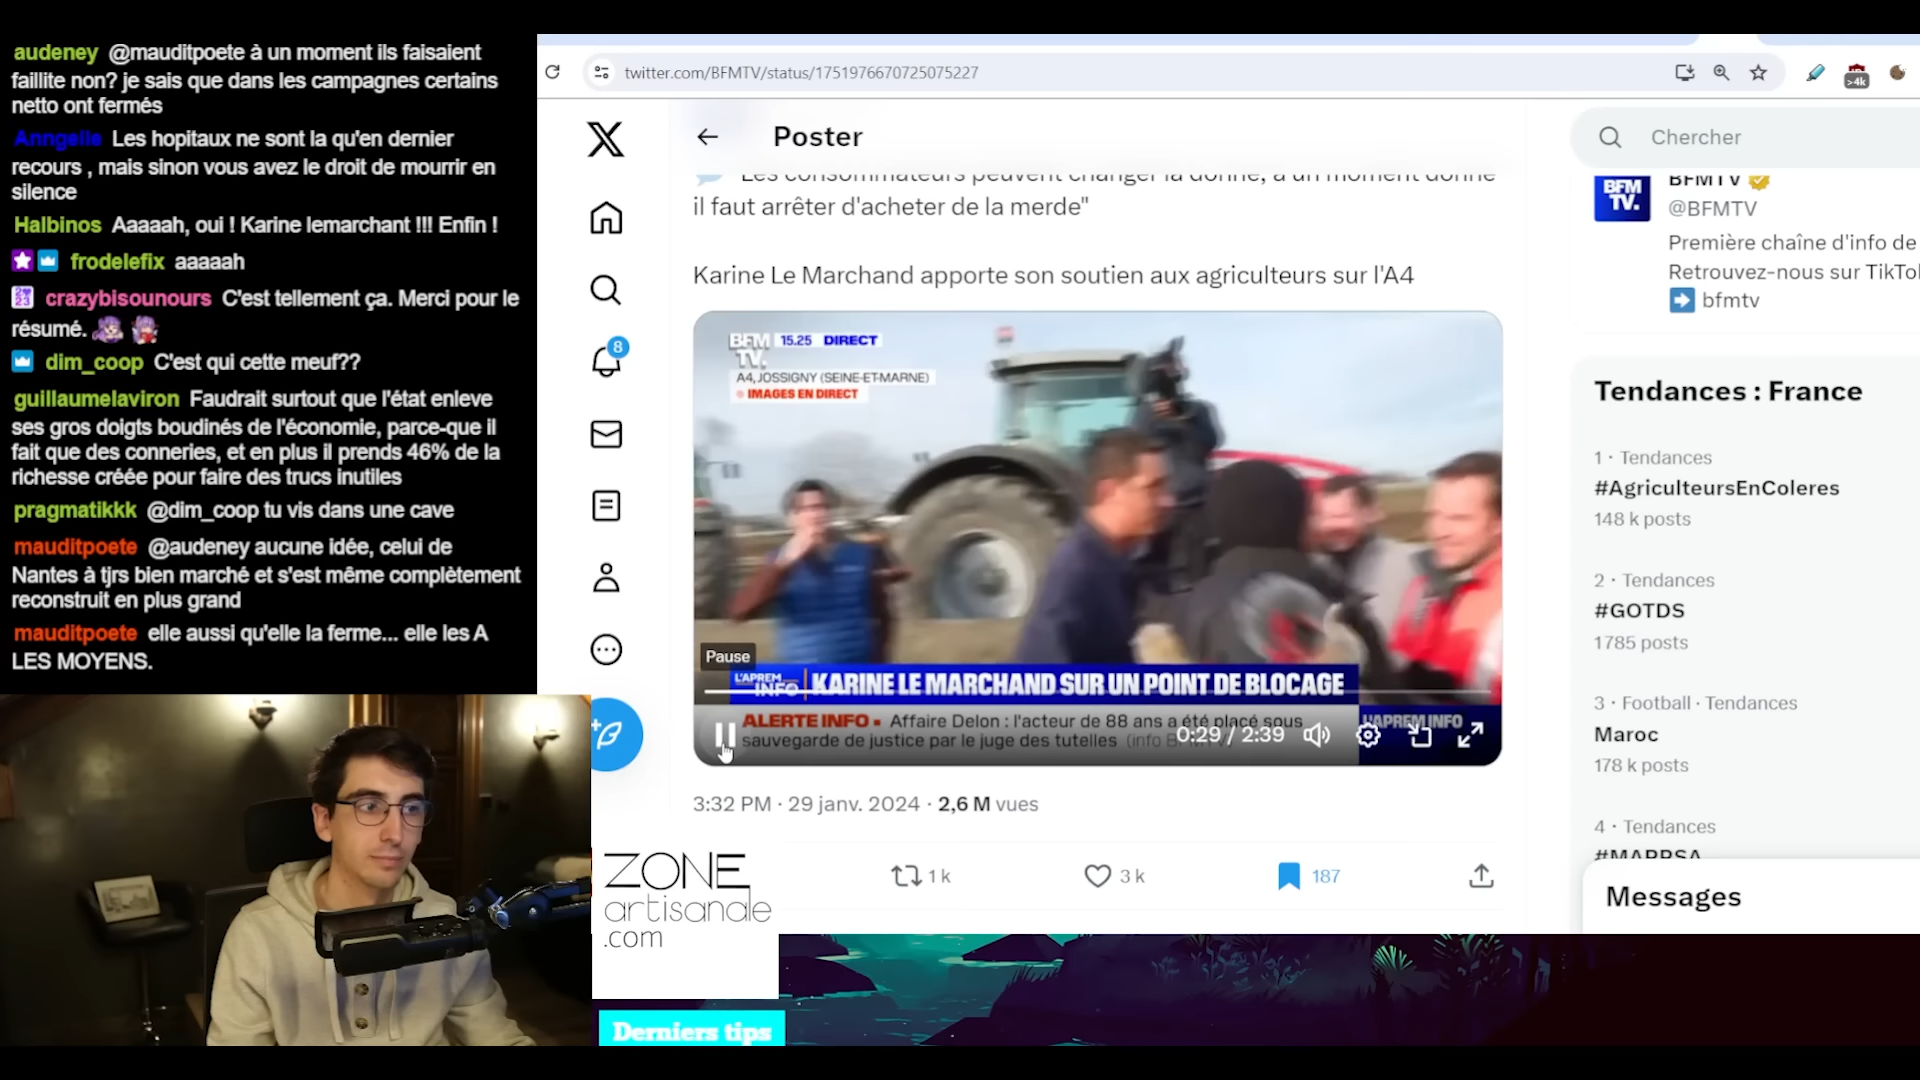 audeney @mauditpoete à un moment ils faisaient
faillite non? je sais que dans les campagnes certains
netto ont fermés
Anngelle Les hopitaux ne sont la qu'en dernier
recours , mais sinon vous avez le droit de mourrir en
silence
Halbinos Aaaaah, oui ! Karine lemarchant !!! Enfin !
frodelefix aaaaah
crazybisounours C'est tellement ça. Merci pour le
résumé.
dim_coop C'est qui cette meuf??
guillaumelaviron Faudrait surtout que l'état enleve
ses gros doigts boudinés de l'économie, parce-que il
fait que des conneries, et en plus il prends 46% de la
richesse créée pour faire des trucs inutiles
pragmatikkk @dim_coop tu vis dans une cave
mauditpoete @audeney aucune idée, celui de
Nantes à tjrs bien marché et s'est même complètement
reconstruit en plus grand
mauditpoete elle aussi qu'elle la ferme... elle les A
LES MOYENS.
twitter.com/BFMTV/status/1751976670725075227
>4k
Poster
Les consommateurs peuvent changer la donne, à un moment donné
il faut arrêter d'acheter de la merde"
Karine Le Marchand apporte son soutien aux agriculteurs sur l'A4
8
BFM
TV.
15.25 DIRECT
A4, JOSSIGNY (SEINE-ET-MARNE)
IMAGES EN DIRECT
Pause
L'APREM
INFO
KARINE LE MARCHAND SUR UN POINT DE BLOCAGE
ALERTE INFO Affaire Delon : l'acteur de 88 ans a été placé sous
sauvegarde de justice par le juge des tutelles (info
L'APREM INFO
0:29 / 2:39
3:32 PM · 29 janv. 2024 · 2,6 M vues
1 k
3 k
187
Chercher
BFM
TV.
BFMTV
@BFMTV
Première chaîne d'info de
Retrouvez-nous sur TikTo
bfmtv
Tendances : France
1 · Tendances
#AgriculteursEnColeres
148 k posts
2 · Tendances
#GOTDS
1785 posts
3 · Football · Tendances
Maroc
178 k posts
4 · Tendances
#MARRSA
Messages
ZONE
artisanale
.com
Derniers tips